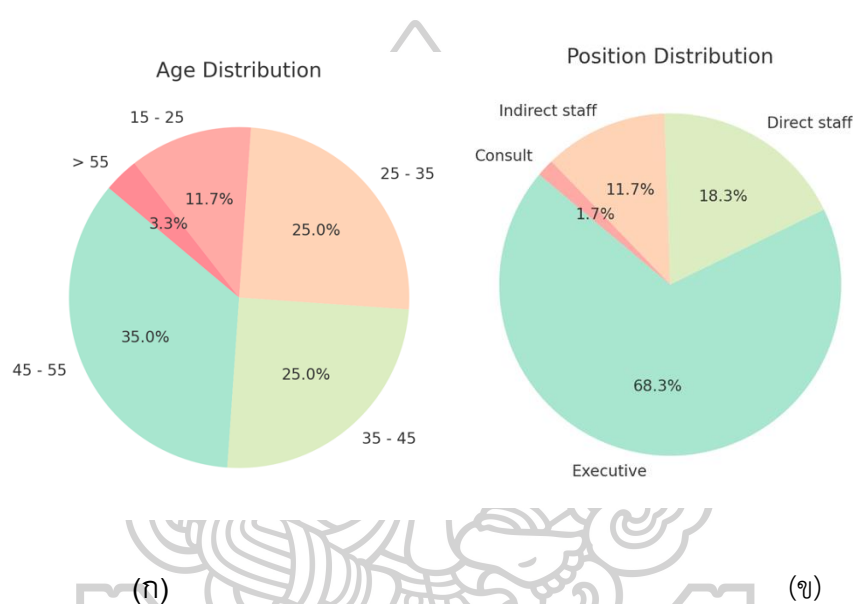 Age Distribution
15 - 25
> 55
25 - 35
11.7%
3.3%
25.0%
35.0%
45 - 55
25.0%
35 - 45
Position Distribution
Indirect staff
Direct staff
Consult
11.7%
18.3%
1.7%
68.3%
Executive
(ก)
(ข)